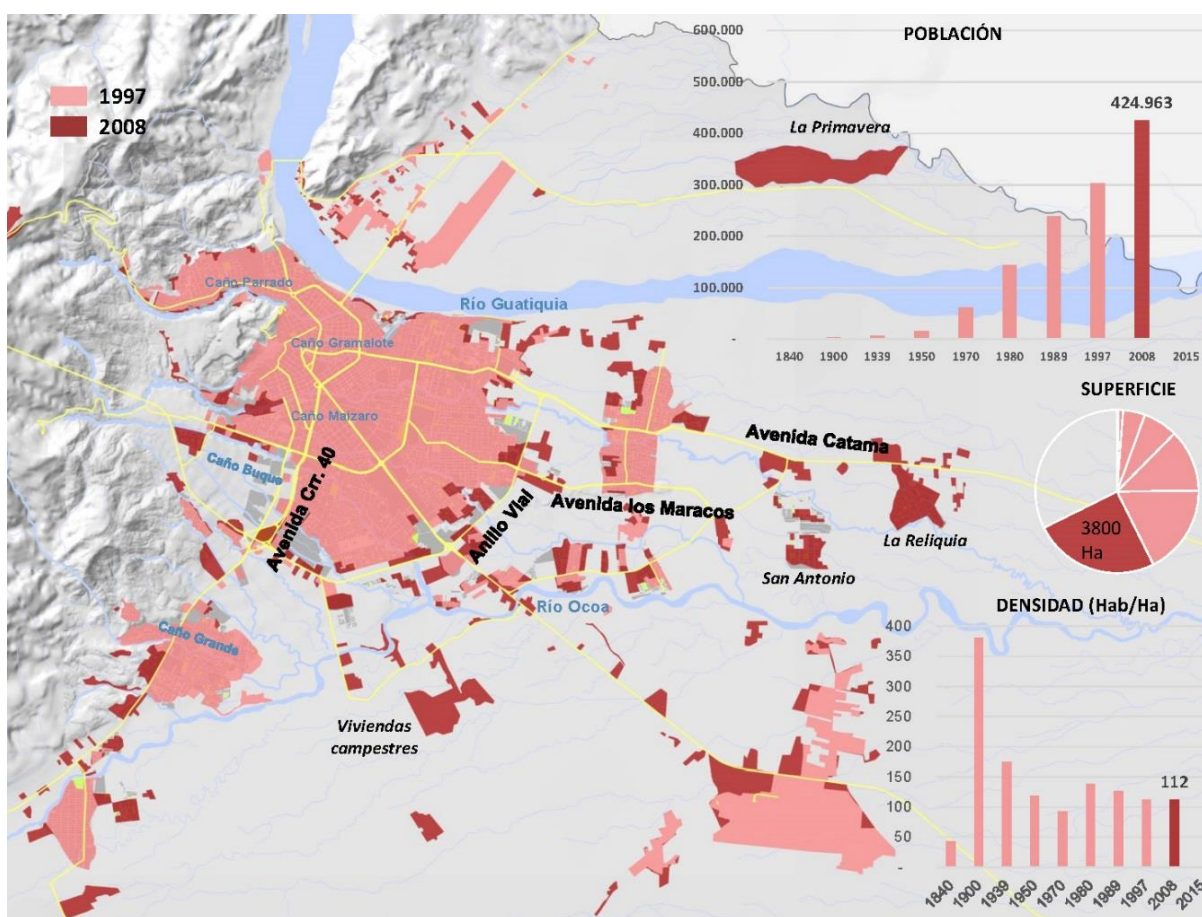 1997
2008
POBLACIÓN
600.000
500.000
400.000
300.000
200.000
100.000
-
424.963
1840 1900 1939 1950 1970 1980 1989 1997 2008 2015
La Primavera
Caño Parrado
Río Guatiquia
Caño Gramalote
Caño Maizaro
Caño Buque
Avenida Crr. 40
Anillo Vial
Avenida Catama
Avenida los Maracos
La Reliquia
San Antonio
Río Ocoa
Caño Grande
Viviendas
campestres
SUPERFICIE
3800
Ha
DENSIDAD (Hab/Ha)
400
350
300
250
200
150
100
50
-
112
1840 1900 1939 1950 1970 1980 1989 1997 2008 2015